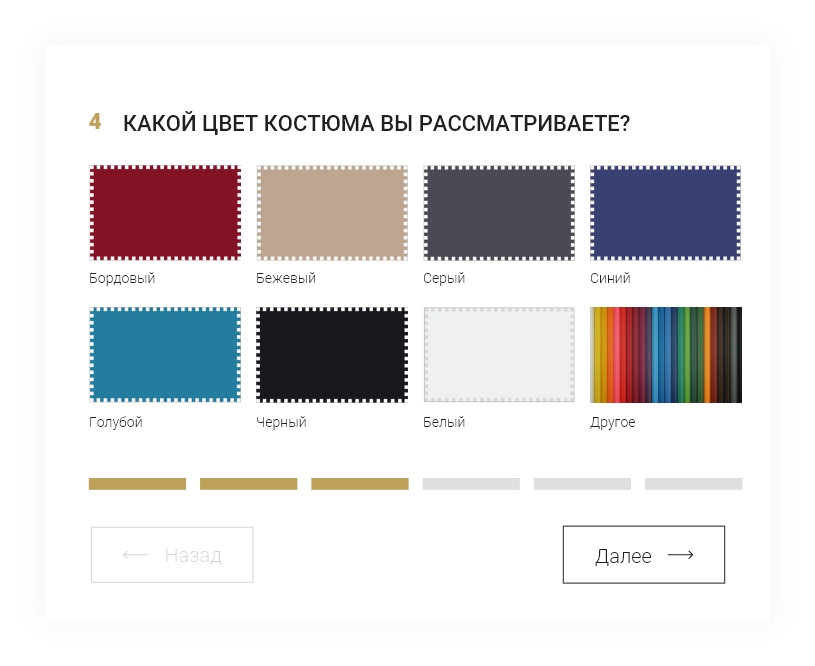 4 КАКОЙ ЦВЕТ КОСТЮМА ВЫ РАССМАТРИВАЕТЕ?
Бордовый Бежевый Серый Синий
Голубой Черный Белый Другое
Назад Далее